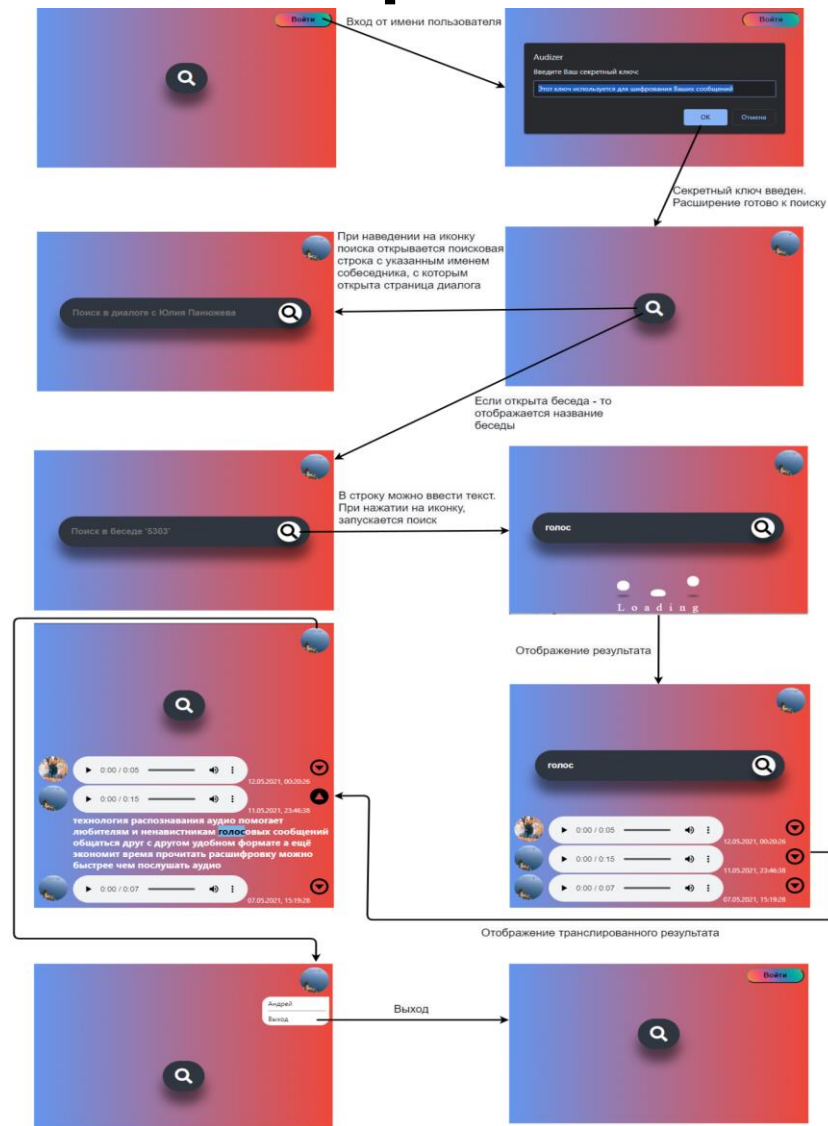 Войти
Вход от имени пользователя
Войти
Audizer
Введите Ваш секретный ключ:
Этот ключ используется для шифрования Ваших сообщений
ОК
Отмена
Секретный ключ введен.
Расширение готово к поиску
При наведении на иконку
поиска открывается поисковая
строка с указанным именем
собеседника, с которым
открыта страница диалога
Поиск в диалоге с Юлия Панюжева
Если открыта беседа - то
отображается название
беседы
Поиск в беседе "5303"
В строку можно ввести текст.
При нажатии на иконку,
запускается поиск
голос
Loading
Отображение результата
0:00 / 0:05
12.05.2021, 00:20:26
0:00 / 0:15
11.05.2021, 23:46:38
технология распознавания аудио помогает
любителям и ненавистникам голосовых сообщений
общаться друг с другом удобном формате а ещё
экономит время прочитать расшифровку можно
быстрее чем послушать аудио
0:00 / 0:07
07.05.2021, 15:19:28
голос
0:00 / 0:05
12.05.2021, 00:20:26
0:00 / 0:15
11.05.2021, 23:46:38
0:00 / 0:07
07.05.2021, 15:19:28
Отображение транслированного результата
Андрей
Выход
Выход
Войти